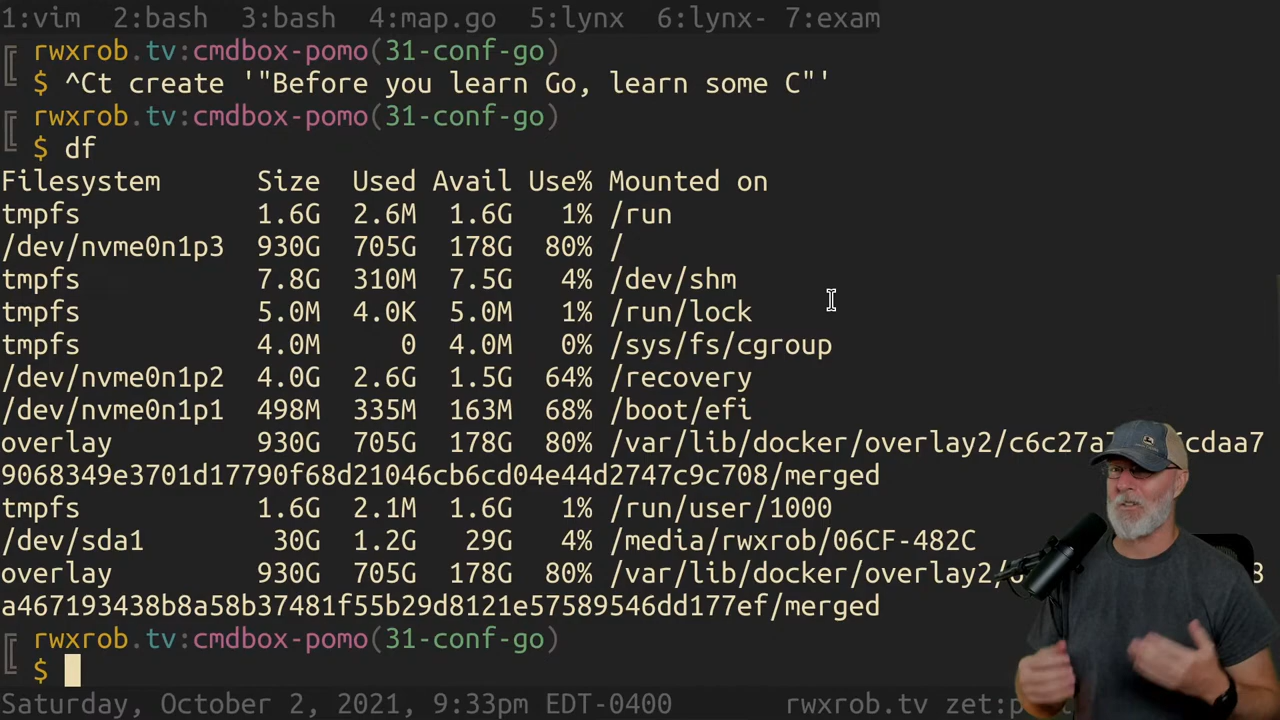 1:vim 2:bash 3:bash 4:map.go 5:lynx 6:lynx- 7:exam
rwxrob.tv:cmdbox-pomo(31-conf-go)
$ ^Ct create '"Before you learn Go, learn some C"'
rwxrob.tv:cmdbox-pomo(31-conf-go)
$ df
Filesystem Size Used Avail Use% Mounted on
tmpfs 1.6G 2.6M 1.6G 1% /run
/dev/nvme0n1p3 930G 705G 178G 80% /
tmpfs 7.8G 310M 7.5G 4% /dev/shm
tmpfs 5.0M 4.0K 5.0M 1% /run/lock
tmpfs 4.0M 0 4.0M 0% /sys/fs/cgroup
/dev/nvme0n1p2 4.0G 2.6G 1.5G 64% /recovery
/dev/nvme0n1p1 498M 335M 163M 68% /boot/efi
overlay 930G 705G 178G 80% /var/lib/docker/overlay2/c6c27a cdaa7
9068349e3701d17790f68d21046cb6cd04e44d2747c9c708/merged
tmpfs 1.6G 2.1M 1.6G 1% /run/user/1000
/dev/sda1 30G 1.2G 29G 4% /media/rwxrob/06CF-482C
overlay 930G 705G 178G 80% /var/lib/docker/overlay2/
a467193438b8a58b37481f55b29d8121e57589546dd177ef/merged
rwxrob.tv:cmdbox-pomo(31-conf-go)
$
Saturday, October 2, 2021, 9:33pm EDT-0400 rwxrob.tv zet:p